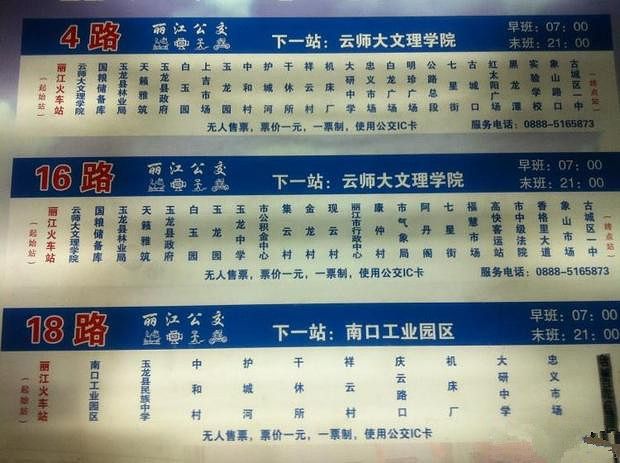 4 路
丽江公交
下一站：云师大文理学院
早班：07：00
末班：21：00
丽江火车站（起始站）
云师大文理学院
国粮储备库
玉龙县林业局
天籁雅筑
玉龙县政府
白玉园
上吉市场
玉龙园
中和村
护城河
干休所
祥云村
机床厂
大研中学
忠义市场
白龙广场
明珍广场
公路总段
七星街
古城口
红太阳广场
黑龙潭
实验学校
象山路口
古城区一中（终点站）
无人售票，票价一元，一票制，使用公交IC卡
服务电话：0888-5165873
16 路
丽江公交
下一站：云师大文理学院
早班：07：00
末班：21：00
丽江火车站（起始站）
云师大文理学院
国粮储备库
玉龙县林业局
天籁雅筑
玉龙县政府
白玉园
玉龙园
玉龙中学
市公积金中心
集云村
金龙村
现云村
丽江市行政中心
康仲村
市气象局
阿丹阁
七星街
福慧市场
高快客运站
市中级法院
香格里大道
象山市场
古城区一中（终点站）
无人售票，票价一元，一票制，使用公交IC卡
服务电话：0888-5165873
18 路
丽江公交
下一站：南口工业园区
早班：07：00
末班：21：00
丽江火车站（起始站）
南口工业园区
玉龙县民族中学
中和村
护城河
干休所
祥云村
庆云路口
机床厂
大研中学
忠义市场
无人售票，票价一元，一票制，使用公交IC卡